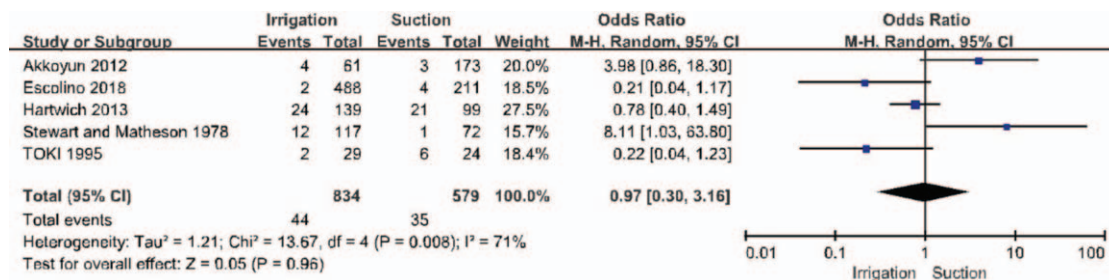 Irrigation Suction Odds Ratio Odds Ratio
Study or Subgroup Events Total Events Total Weight M-H. Random, 95% CI M-H. Random, 95% CI
Akkoyun 2012 4 61 3 173 20.0% 3.98 [0.86, 18.30]
Escolino 2018 2 488 4 211 18.5% 0.21 [0.04, 1.17]
Hartwich 2013 24 139 21 99 27.5% 0.78 [0.40, 1.49]
Stewart and Matheson 1978 12 117 1 72 15.7% 8.11 [1.03, 63.80]
TOKI 1995 2 29 6 24 18.4% 0.22 [0.04, 1.23]
Total (95% CI) 834 579 100.0% 0.97 [0.30, 3.16]
Total events 44 35
Heterogeneity: Tau² = 1.21; Chi² = 13.67, df = 4 (P = 0.008); I² = 71%
Test for overall effect: Z = 0.05 (P = 0.96)
0.01 0.1 1 10 100
Irrigation Suction